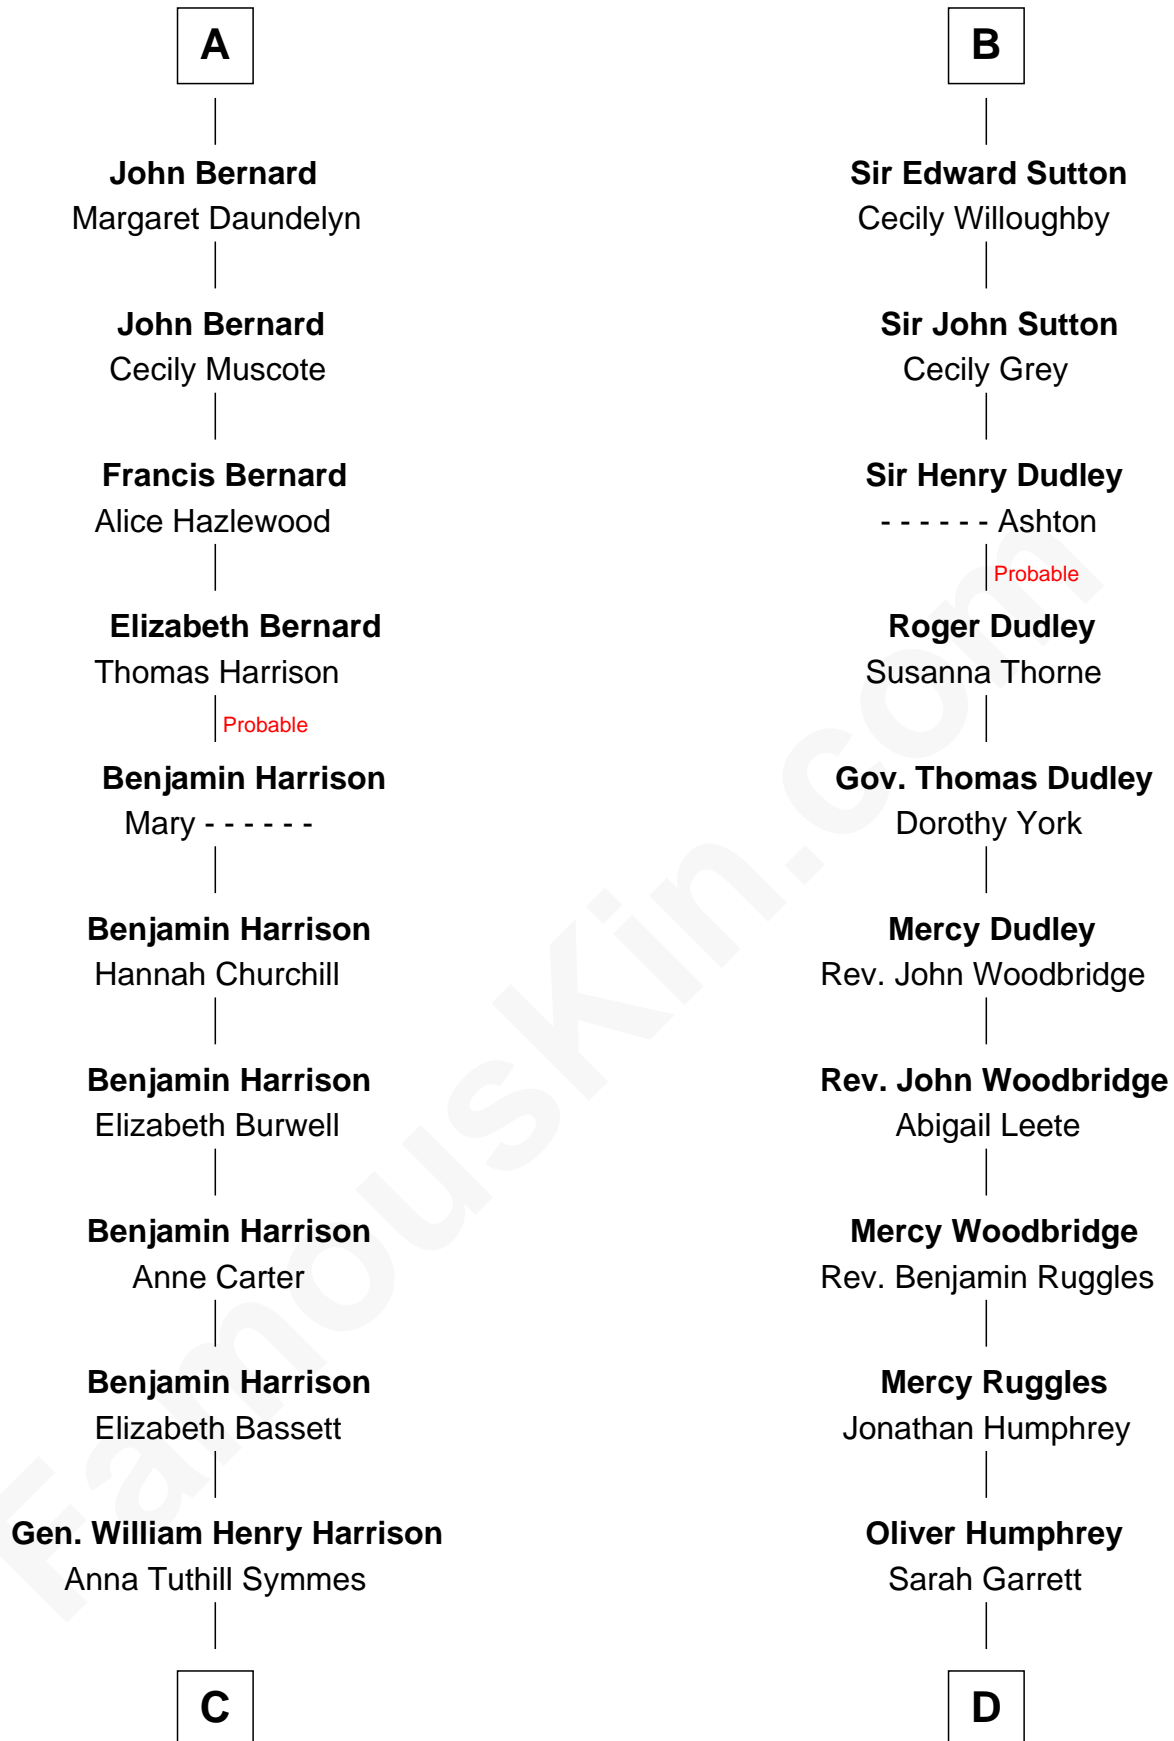 A
John Bernard
Margaret Daundelyn
John Bernard
Cecily Muscote
Francis Bernard
Alice Hazlewood
Elizabeth Bernard
Thomas Harrison
Probable
Benjamin Harrison
Mary - - - - - -
Benjamin Harrison
Hannah Churchill
Benjamin Harrison
Elizabeth Burwell
Benjamin Harrison
Anne Carter
Benjamin Harrison
Elizabeth Bassett
Gen. William Henry Harrison
Anna Tuthill Symmes
C
B
Sir Edward Sutton
Cecily Willoughby
Sir John Sutton
Cecily Grey
Sir Henry Dudley
- - - - - - Ashton
Probable
Roger Dudley
Susanna Thorne
Gov. Thomas Dudley
Dorothy York
Mercy Dudley
Rev. John Woodbridge
Rev. John Woodbridge
Abigail Leete
Mercy Woodbridge
Rev. Benjamin Ruggles
Mercy Ruggles
Jonathan Humphrey
Oliver Humphrey
Sarah Garrett
D
FamousKin.com